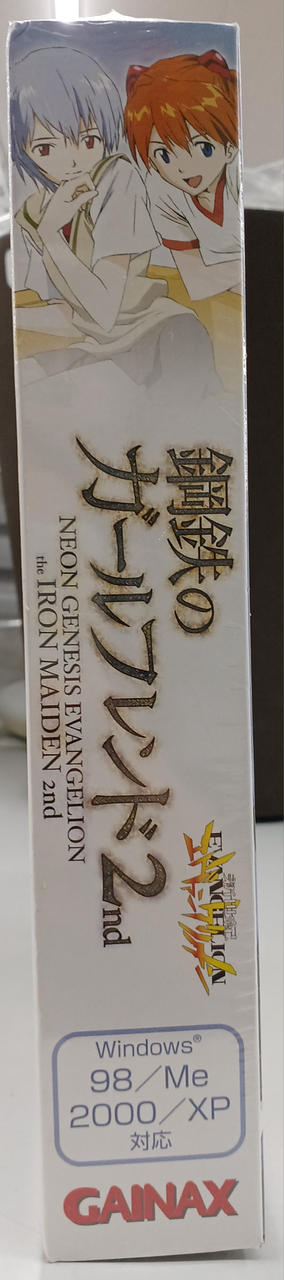 鋼鉄の
ガールフレンド2nd
NEON GENESIS EVANGELION
the IRON MAIDEN 2nd
EVANGELION
新世紀
エヴァンゲリオン
Windows®
98/Me
2000/XP
対応
GAINAX